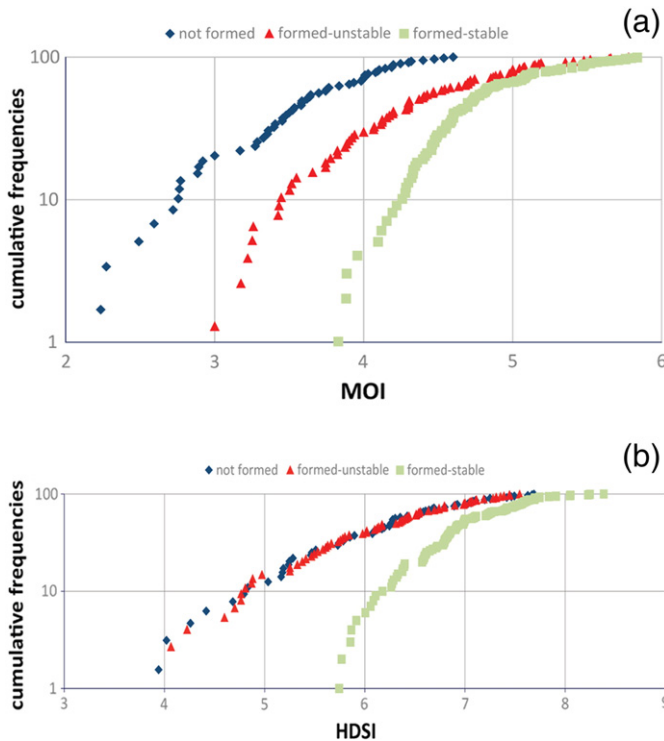 (a)
not formed formed-unstable formed-stable
cumulative frequencies
100
10
1
2 3 4 5 6
MOI
(b)
not formed formed-unstable formed-stable
cumulative frequencies
100
10
1
3 4 5 6 7 8 9
HDSI